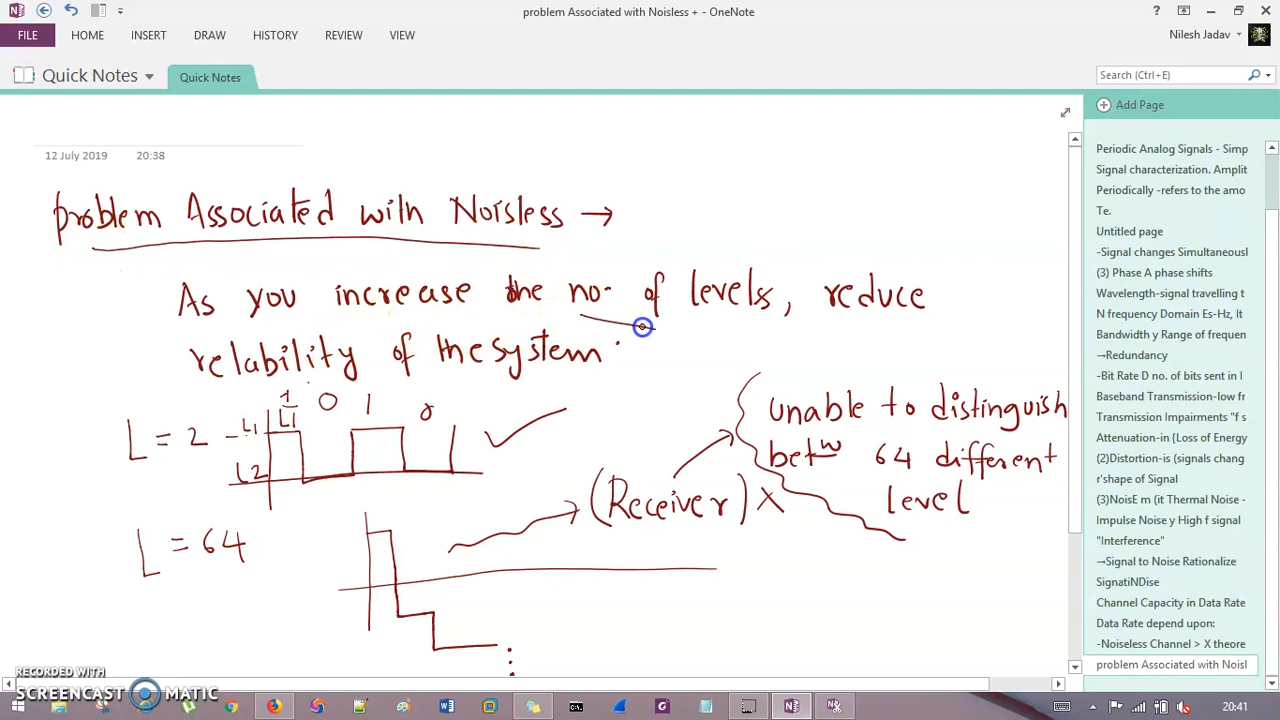 problem Associated with Noisless + - OneNote
FILE
HOME
INSERT
DRAW
HISTORY
REVIEW
VIEW
Nilesh Jadav
Quick Notes
Quick Notes
Search (Ctrl+E)
Add Page
12 July 2019 20:38
problem Associated with Noisless →
As you increase the no. of levels, reduce
relability of the system.
1 0 1 0
L = 2 L1 L1
L2
unable to distinguish
betw 64 different
level
(Receiver) X
L = 64
Periodic Analog Signals - Simp
Signal characterization. Amplit
Periodically -refers to the amo
Te.
Untitled page
-Signal changes Simultaneousl
(3) Phase A phase shifts
Wavelength-signal travelling t
N frequency Domain Es-Hz, It
Bandwidth y Range of frequen
→Redundancy
-Bit Rate D no. of bits sent in l
Baseband Transmission-low fr
Transmission Impairments "f s
Attenuation-in {Loss of Energy
(2)Distortion-is (signals chang
r'shape of Signal
(3)NoisE m (it Thermal Noise -
Impulse Noise y High f signal
"Interference"
→Signal to Noise Rationalize
SignatiNDise
Channel Capacity in Data Rate
Data Rate depend upon:
-Noiseless Channel > X theore
problem Associated with Noisl
RECORDED WITH
SCREENCAST MATIC
20:41